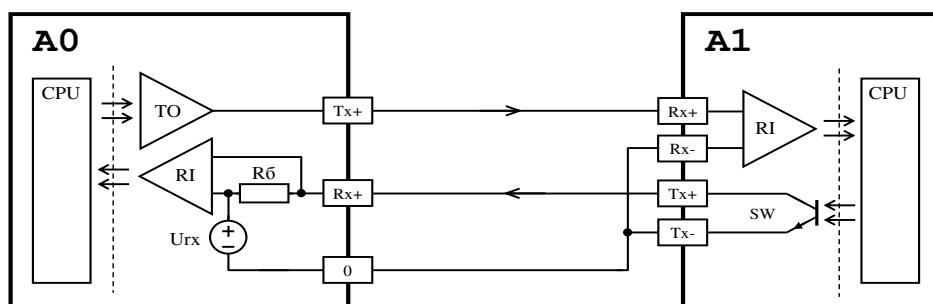 A0
A1
CPU
TO
Tx+
Rx+
RI
CPU
Rx-
RI
Rб
Rx+
Tx+
SW
Urx
Tx-
0